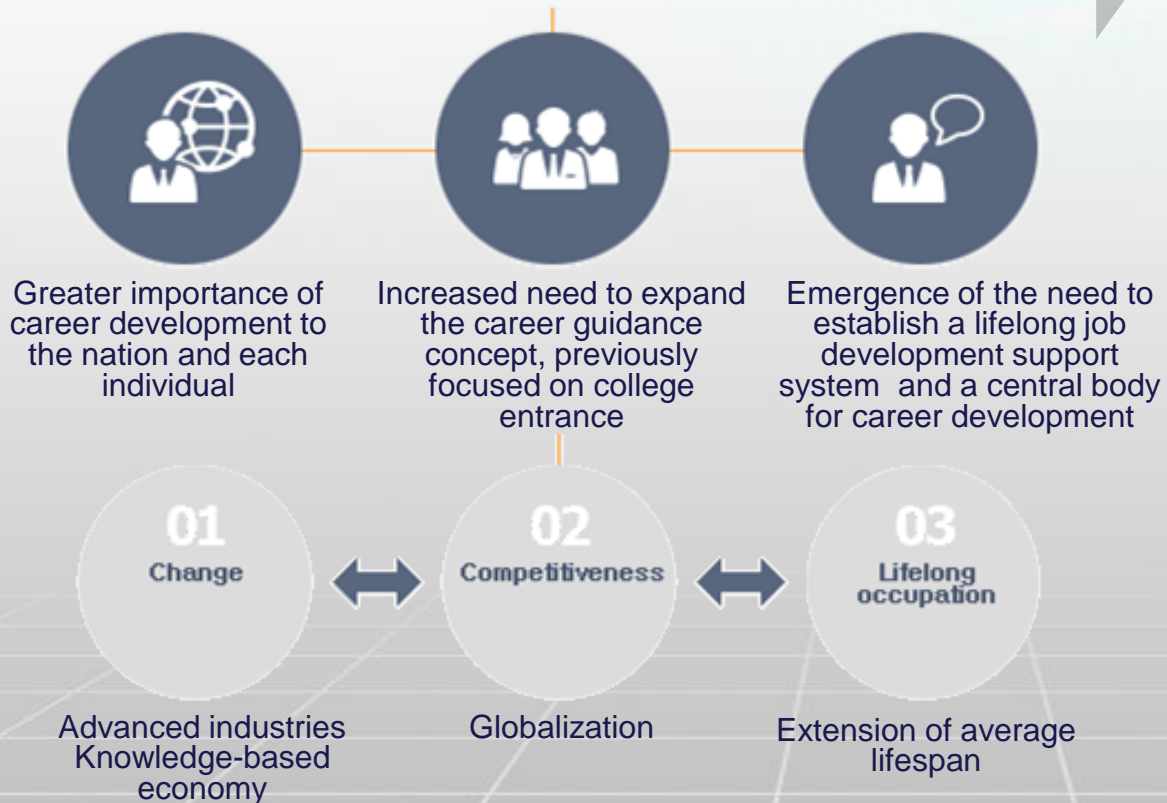 Greater importance of
career development to
the nation and each
individual
Increased need to expand
the career guidance
concept, previously
focused on college
entrance
Emergence of the need to
establish a lifelong job
development support
system and a central body
for career development
01
Change
02
Competitiveness
03
Lifelong
occupation
Advanced industries
Knowledge-based
economy
Globalization
Extension of average
lifespan